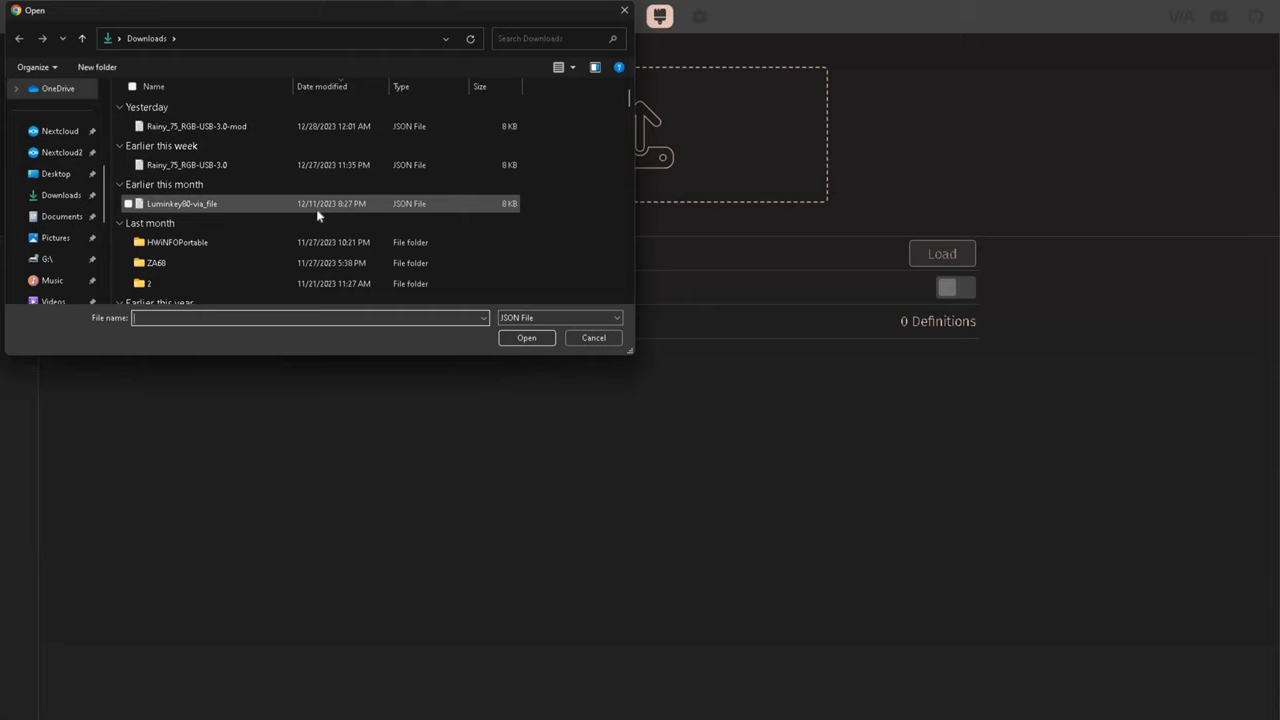 Open
Downloads
Search Downloads
Organize
New folder
Name Date modified Type Size
OneDrive
Nextcloud
Nextcloud2
Desktop
Downloads
Documents
Pictures
G:\
Music
Videos
Yesterday
Rainy_75_RGB-USB-3.0-mod 12/28/2023 12:01 AM JSON File 8 KB
Earlier this week
Rainy_75_RGB-USB-3.0 12/27/2023 11:35 PM JSON File 8 KB
Earlier this month
Luminkey80-via_file 12/11/2023 8:27 PM JSON File 8 KB
Last month
HWiNFOPortable 11/27/2023 10:21 PM File folder
ZA68 11/27/2023 5:38 PM File folder
2 11/21/2023 11:27 AM File folder
Earlier this year
File name:
JSON File
Open
Cancel
VIA
Load
0 Definitions